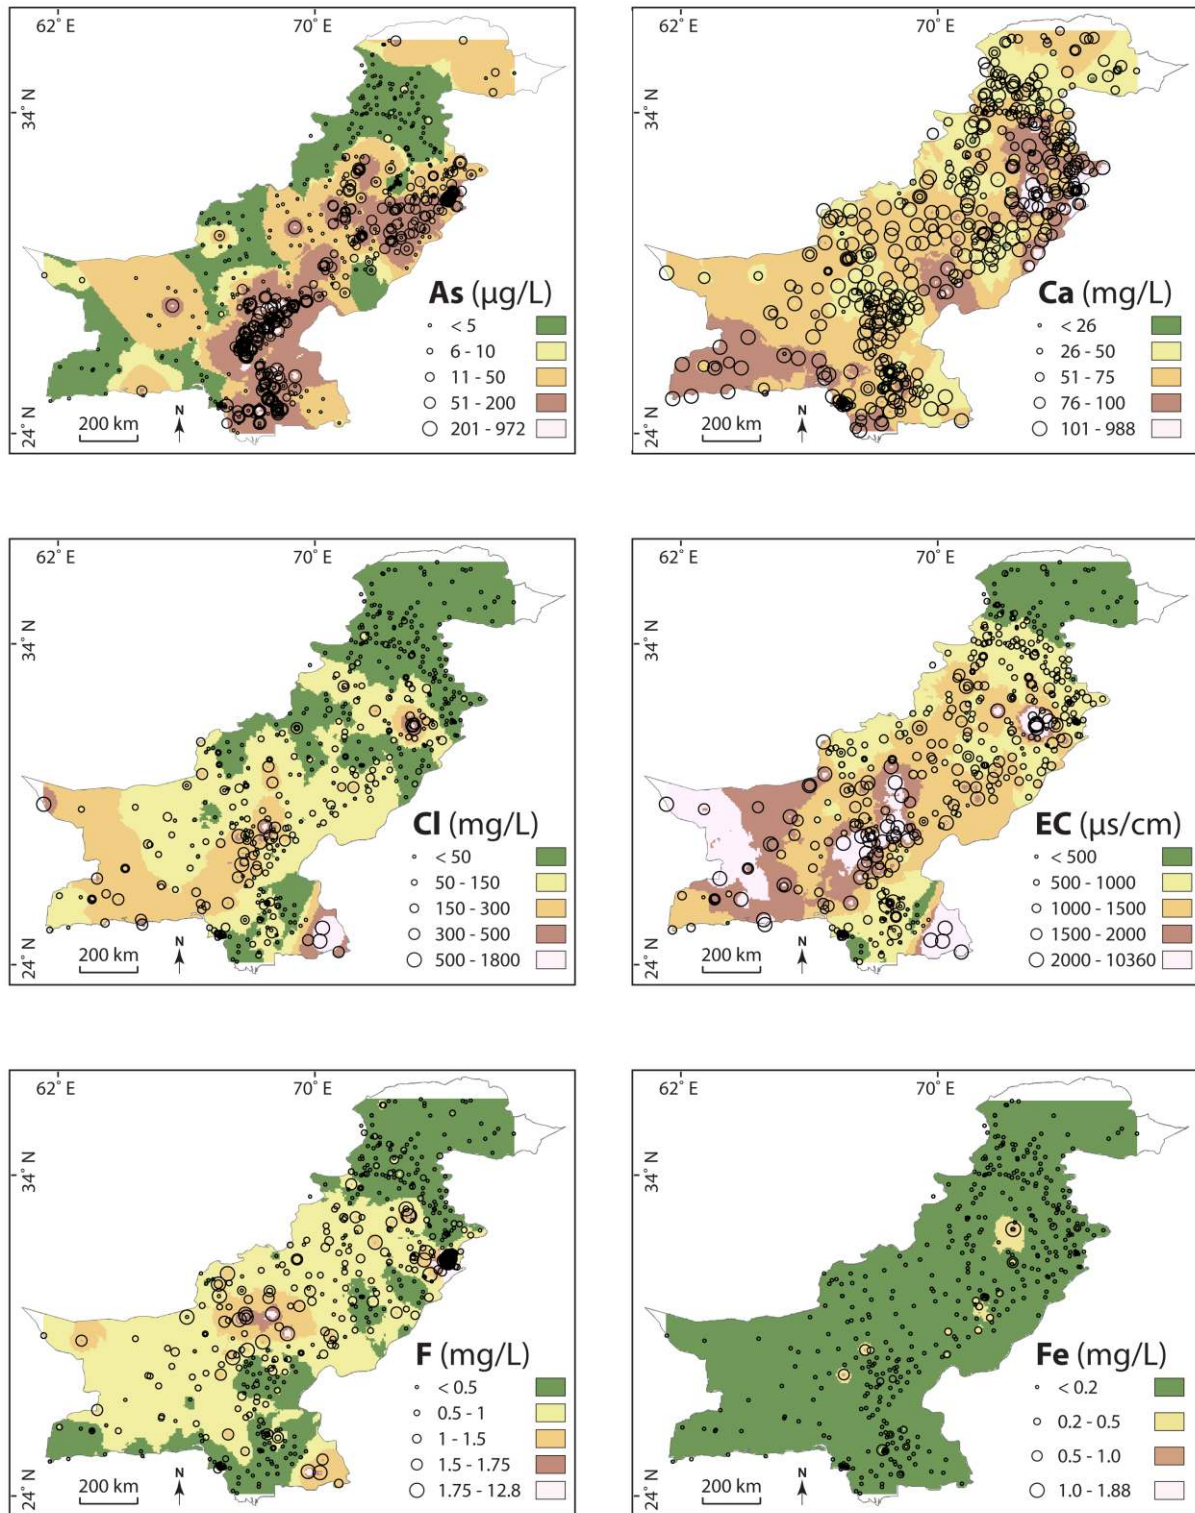 62° E 70° E
34° N
24° N
As (µg/L)
< 5
6 - 10
11 - 50
51 - 200
201 - 972
200 km
N
62° E 70° E
34° N
24° N
Ca (mg/L)
< 26
26 - 50
51 - 75
76 - 100
101 - 988
200 km
N
62° E 70° E
34° N
24° N
Cl (mg/L)
< 50
50 - 150
150 - 300
300 - 500
500 - 1800
200 km
N
62° E 70° E
34° N
24° N
EC (µs/cm)
< 500
500 - 1000
1000 - 1500
1500 - 2000
2000 - 10360
200 km
N
62° E 70° E
34° N
24° N
F (mg/L)
< 0.5
0.5 - 1
1 - 1.5
1.5 - 1.75
1.75 - 12.8
200 km
N
62° E 70° E
34° N
24° N
Fe (mg/L)
< 0.2
0.2 - 0.5
0.5 - 1.0
1.0 - 1.88
200 km
N